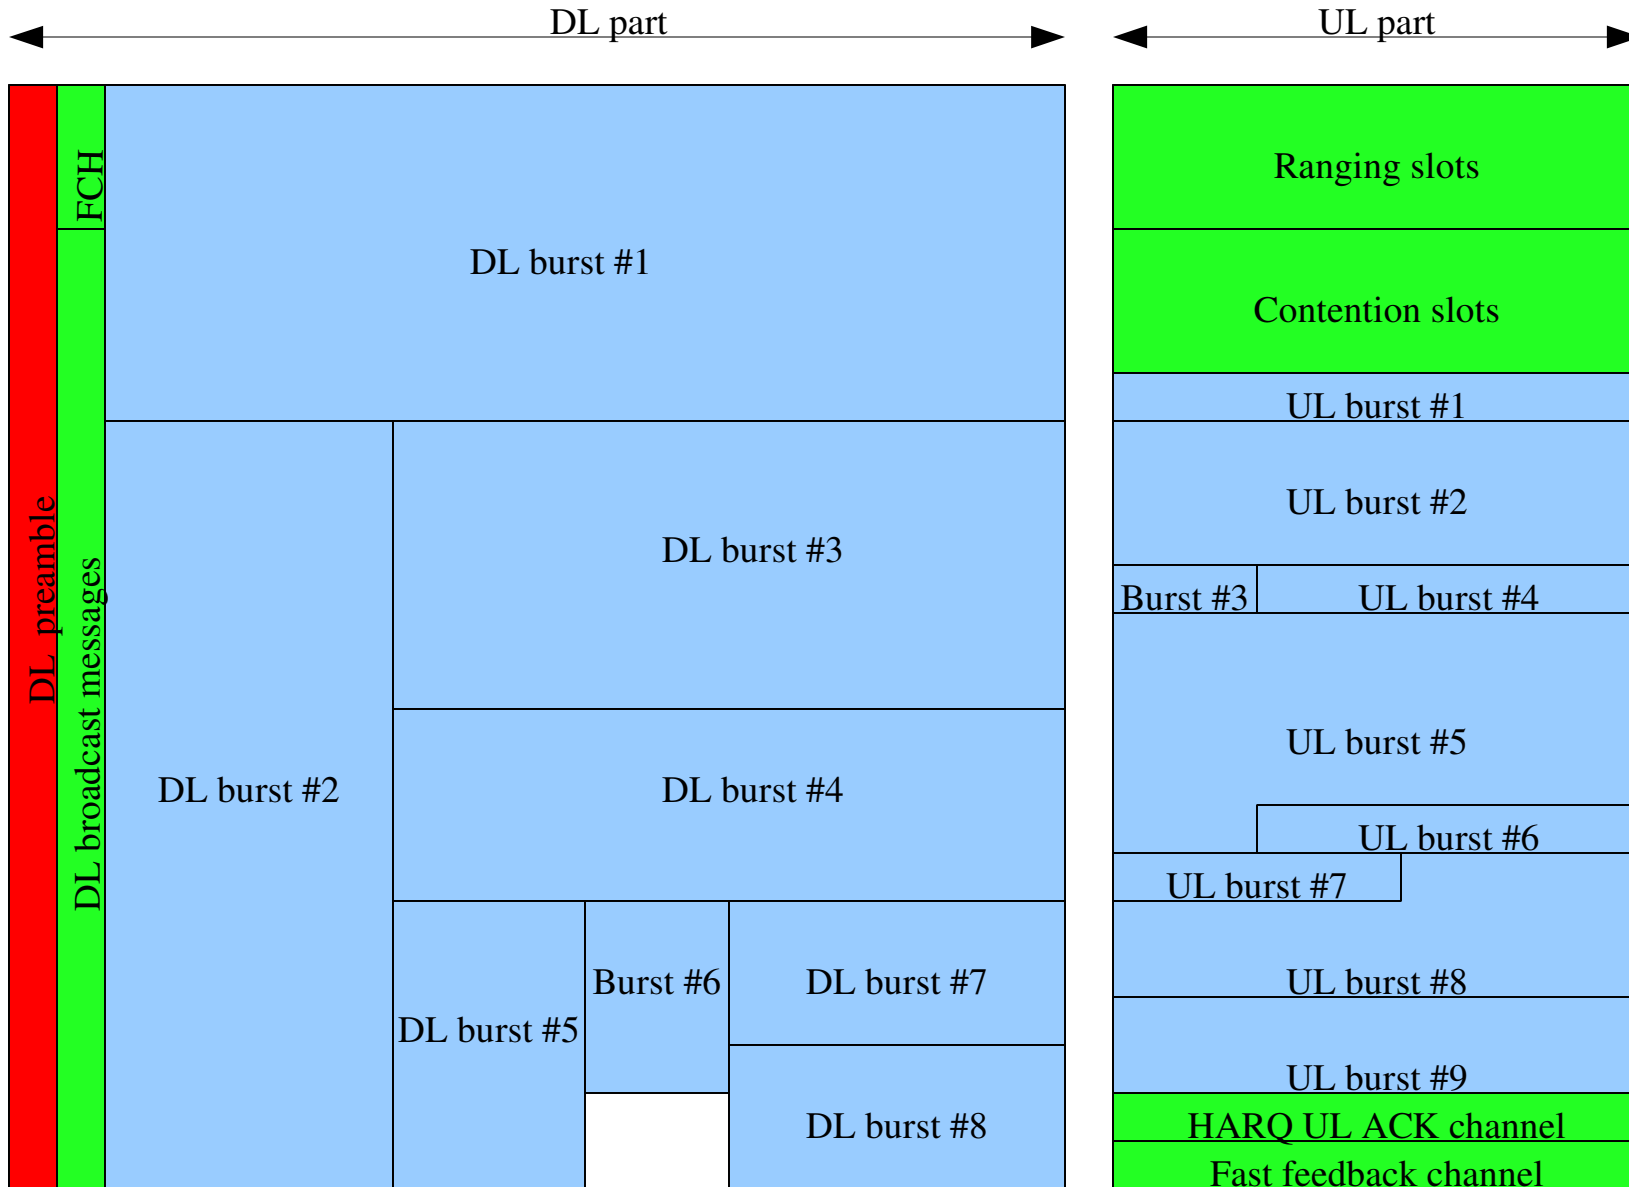 DL part
UL part
FCH
DL preamble
DL broadcast messages
DL burst #1
DL burst #2
DL burst #3
DL burst #4
DL burst #5
Burst #6
DL burst #7
DL burst #8
Ranging slots
Contention slots
UL burst #1
UL burst #2
Burst #3
UL burst #4
UL burst #5
UL burst #6
UL burst #7
UL burst #8
UL burst #9
HARQ UL ACK channel
Fast feedback channel